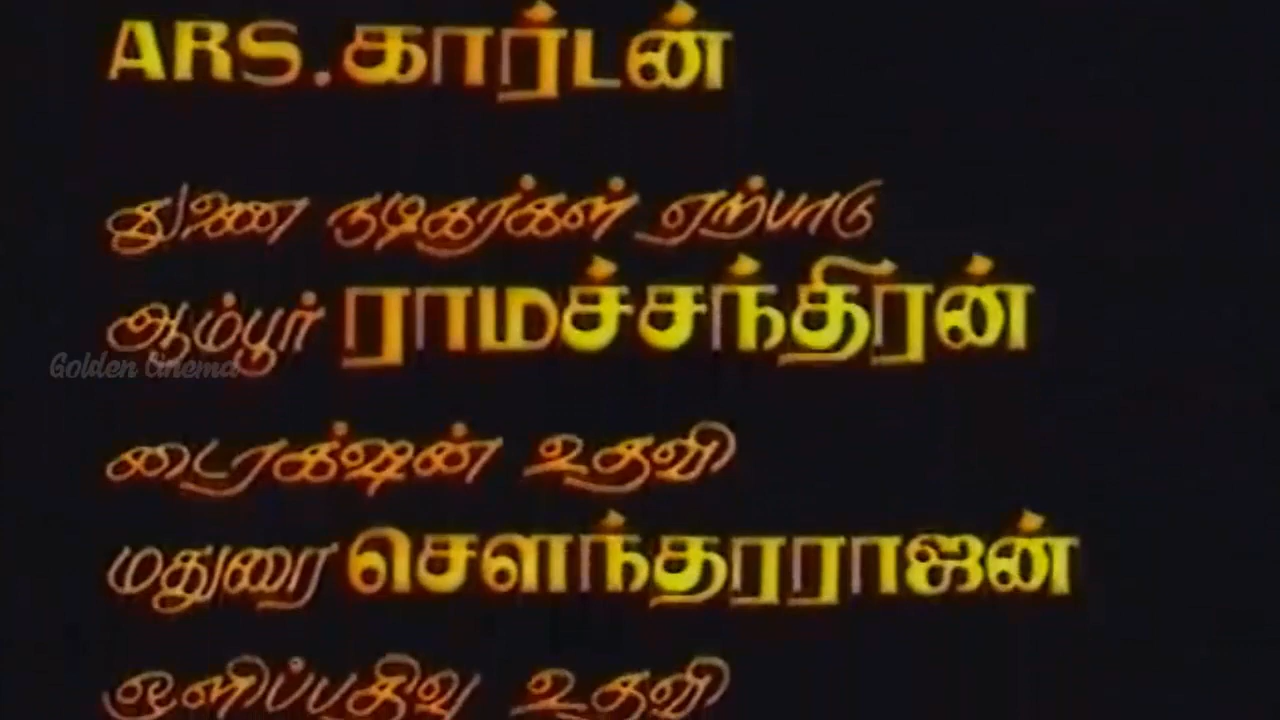 ARS.கார்டன்
துணை நடிகர்கள் ஏற்பாடு
ஆம்பூர் ராமச்சந்திரன்
Golden Cinema
டைரக்ஷன் உதவி
மதுரை சௌந்தரராஜன்
ஒளிப்பதிவு உதவி